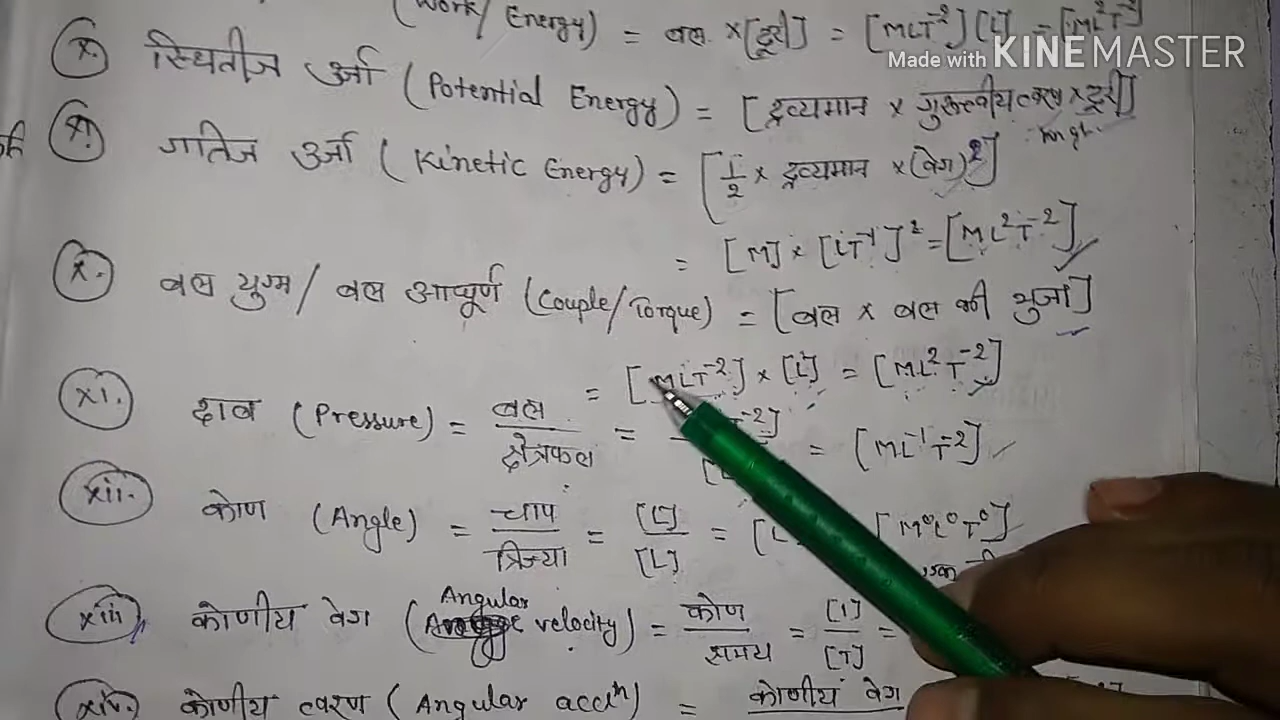 (Work/ Energy) = बल × [दूरी] = [MLT⁻²] [L] = [ML²T⁻²]
Made with KINEMASTER
x. स्थितीज उर्जा (Potential Energy) = [द्रव्यमान × गुरुत्वीय त्वरण × दूरी]
गतिज उर्जा (Kinetic Energy) = [1/2 × द्रव्यमान × (वेग)²]
= [M] × [LT⁻¹]² = [ML²T⁻²]
x. बल युग्म / बल आघूर्ण (Couple/Torque) = [बल × बल की भुजा]
= [MLT⁻²] × [L] = [ML²T⁻²]
xi. दाब (Pressure) = बल / क्षेत्रफल = T⁻²] / [ = [ML⁻¹T⁻²]
xii. कोण (Angle) = चाप / त्रिज्या = [L] / [L] = [L [M⁰L⁰T⁰]
xiii कोणीय वेग (Angular velocity) = कोण / समय = [1] / [T] =
xiv. कोणीय त्वरण (Angular accⁿ) = कोणीय वेग